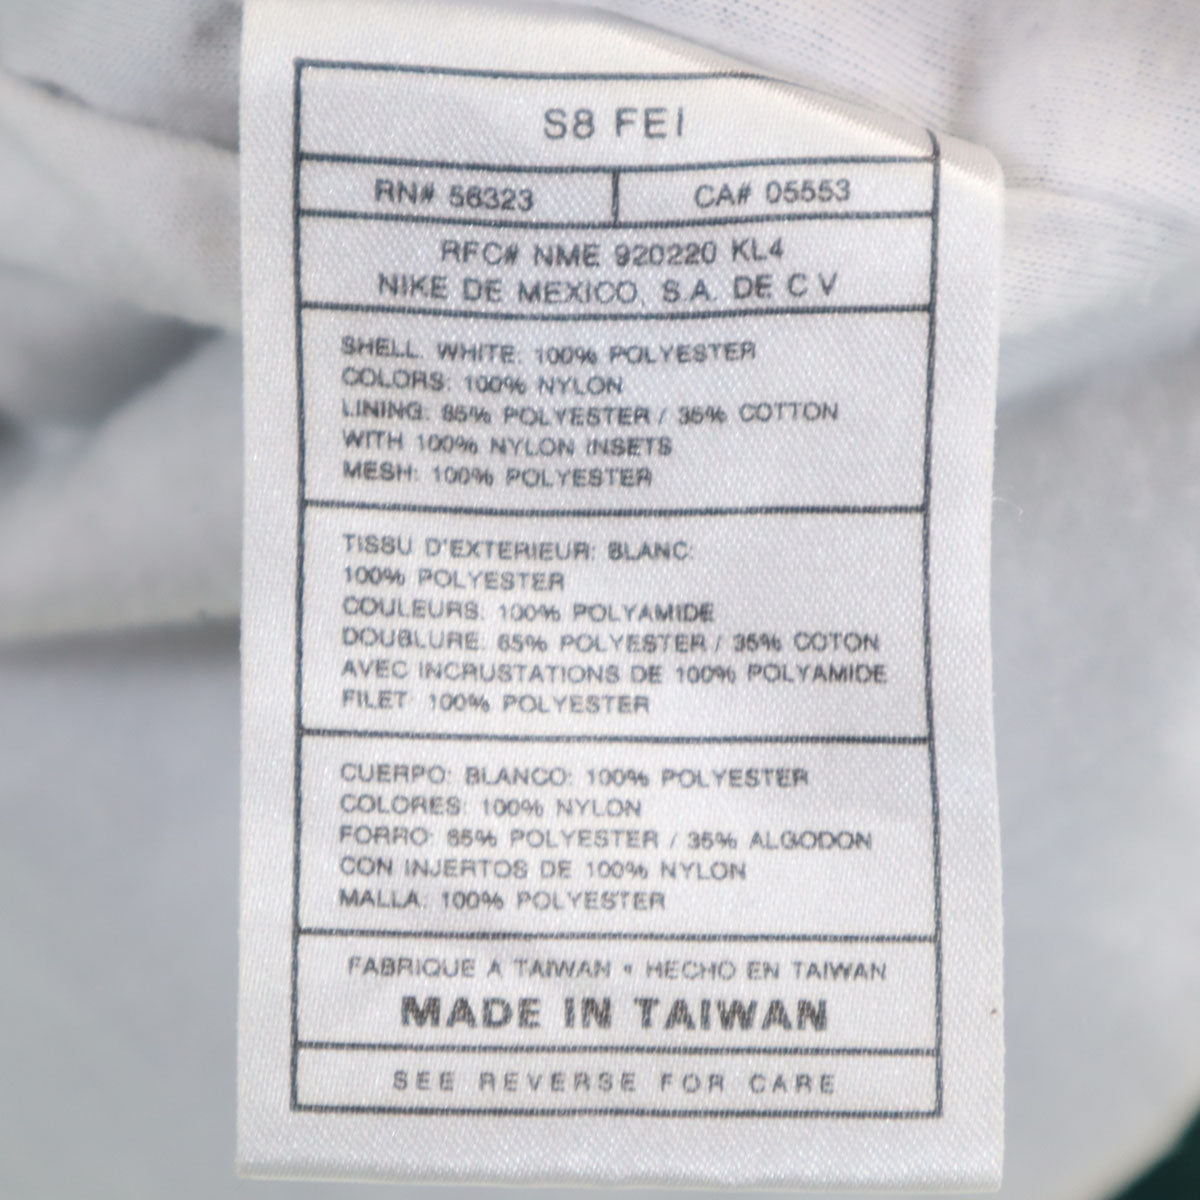 S8 FEI
RN# 56323 CA# 05553
RFC# NME 920220 KL4
NIKE DE MEXICO, S.A. DE C V
SHELL. WHITE: 100% POLYESTER
COLORS: 100% NYLON
LINING: 65% POLYESTER / 35% COTTON
WITH 100% NYLON INSETS
MESH: 100% POLYESTER
TISSU D'EXTERIEUR: BLANC:
100% POLYESTER
COULEURS: 100% POLYAMIDE
DOUBLURE: 65% POLYESTER / 35% COTON
AVEC INCRUSTATIONS DE 100% POLYAMIDE
FILET 100% POLYESTER
CUERPO: BLANCO: 100% POLYESTER
COLORES: 100% NYLON
FORRO: 65% POLYESTER / 35% ALGODON
CON INJERTOS DE 100% NYLON
MALLA: 100% POLYESTER
FABRIQUE A TAIWAN • HECHO EN TAIWAN
MADE IN TAIWAN
SEE REVERSE FOR CARE